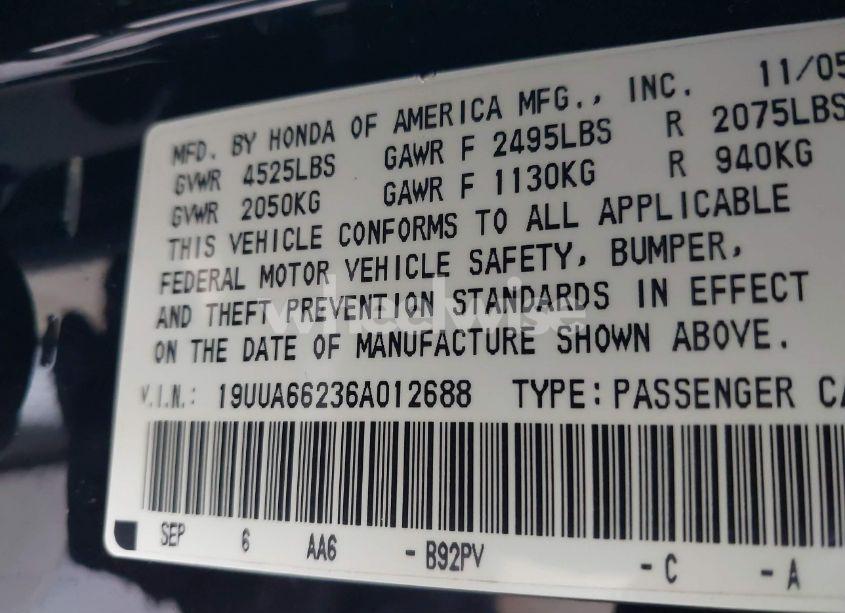 MFD. BY HONDA OF AMERICA MFG., INC. 11/05
GVWR 4525LBS GAWR F 2495LBS R 2075LBS
GVWR 2050KG GAWR F 1130KG R 940KG
THIS VEHICLE CONFORMS TO ALL APPLICABLE
FEDERAL MOTOR VEHICLE SAFETY, BUMPER,
AND THEFT PREVENTION STANDARDS IN EFFECT
ON THE DATE OF MANUFACTURE SHOWN ABOVE.
V.I.N.: 19UUA66236A012688 TYPE: PASSENGER CA
SEP 6 AA6 - B92PV - C - A
wheelwise